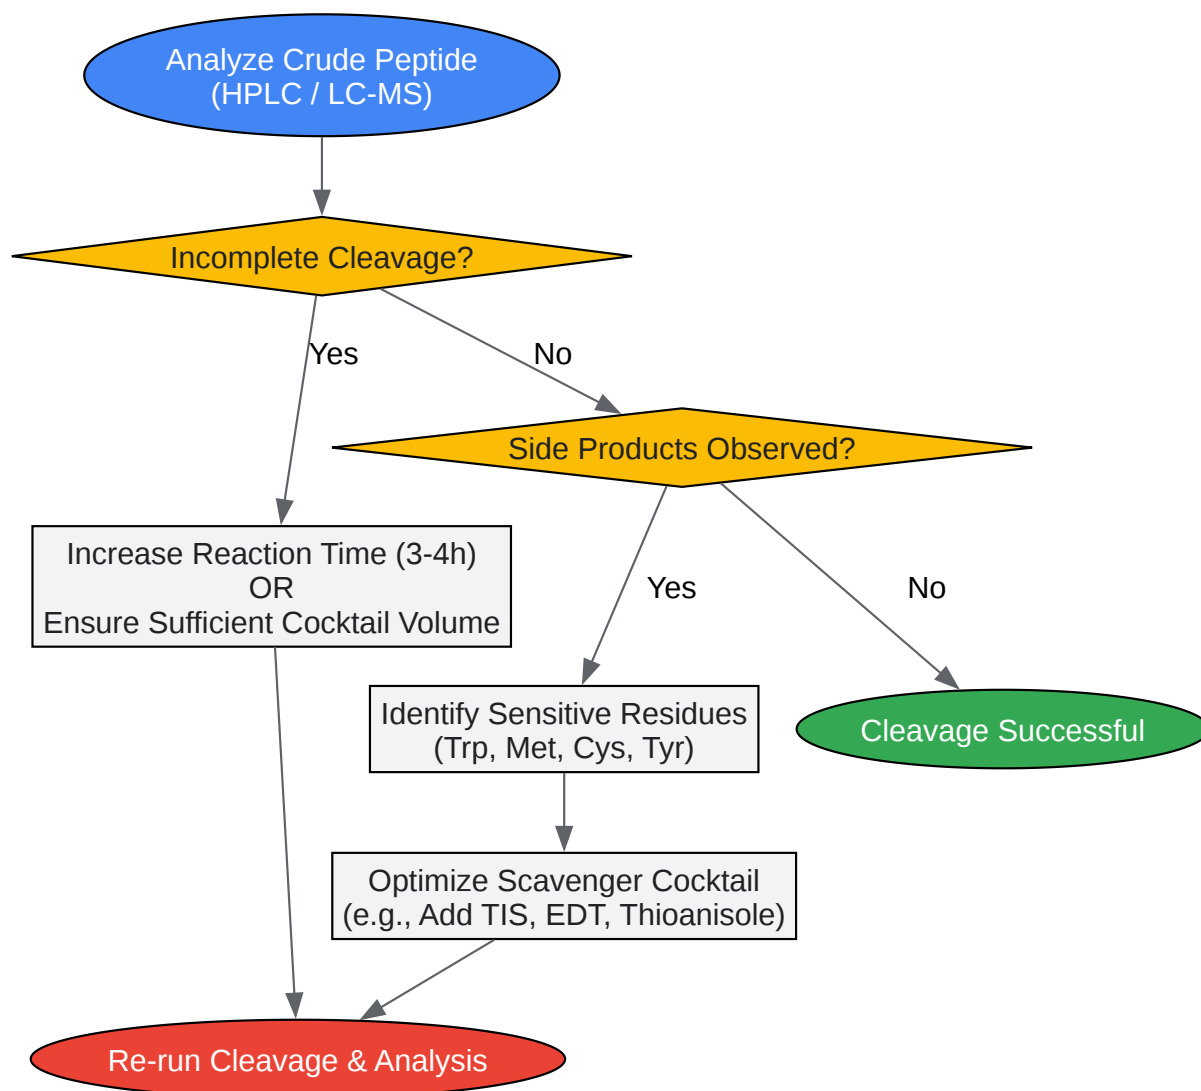 Analyze Crude Peptide
(HPLC / LC-MS)
Incomplete Cleavage?
Yes
No
Side Products Observed?
Increase Reaction Time (3-4h)
OR
Ensure Sufficient Cocktail Volume
Yes
No
Identify Sensitive Residues
(Trp, Met, Cys, Tyr)
Cleavage Successful
Optimize Scavenger Cocktail
(e.g., Add TIS, EDT, Thioanisole)
Re-run Cleavage & Analysis